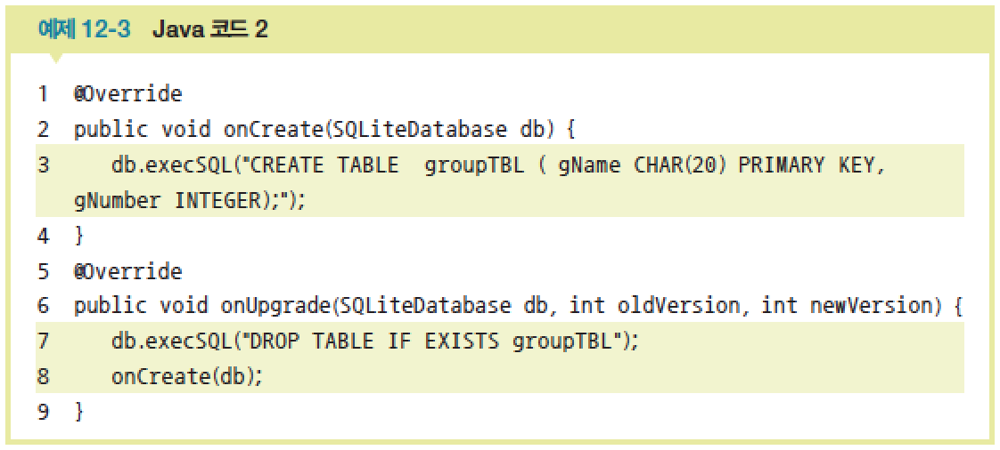 예제 12-3 Java 코드 2
1 @Override
2 public void onCreate(SQLiteDatabase db) {
3 db.execSQL("CREATE TABLE  groupTBL ( gName CHAR(20) PRIMARY KEY,
gNumber INTEGER);");
4 }
5 @Override
6 public void onUpgrade(SQLiteDatabase db, int oldVersion, int newVersion) {
7 db.execSQL("DROP TABLE IF EXISTS groupTBL");
8 onCreate(db);
9 }